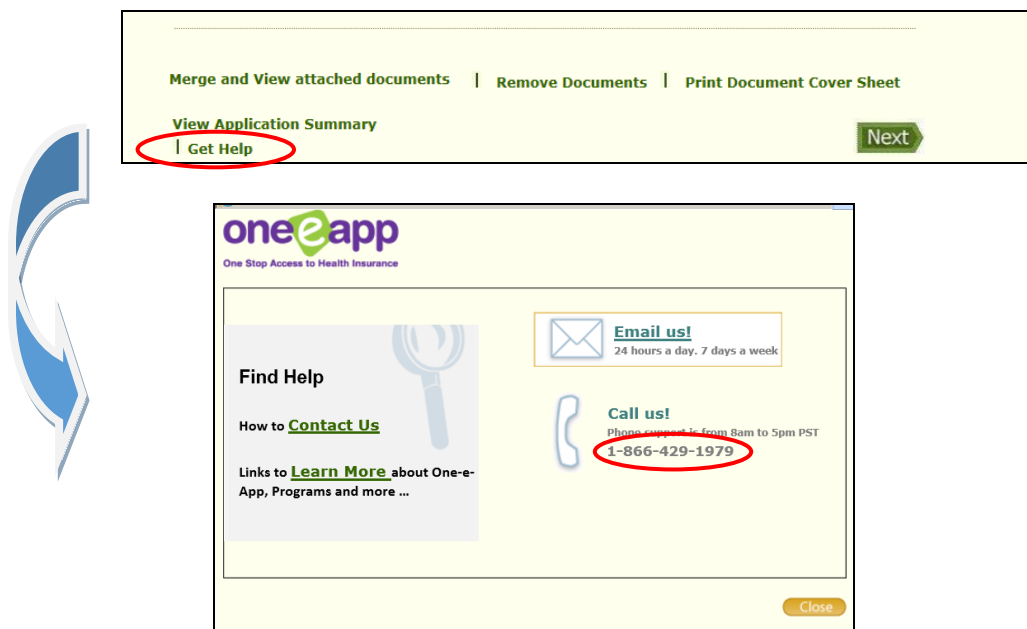 Merge and View attached documents | Remove Documents | Print Document Cover Sheet
View Application Summary
| Get Help
Next
oneeapp
One Stop Access to Health Insurance
Find Help
How to Contact Us
Links to Learn More about One-e-
App, Programs and more ...
Email us!
24 hours a day. 7 days a week
Call us!
Phone support is from 8am to 5pm PST
1-866-429-1979
Close